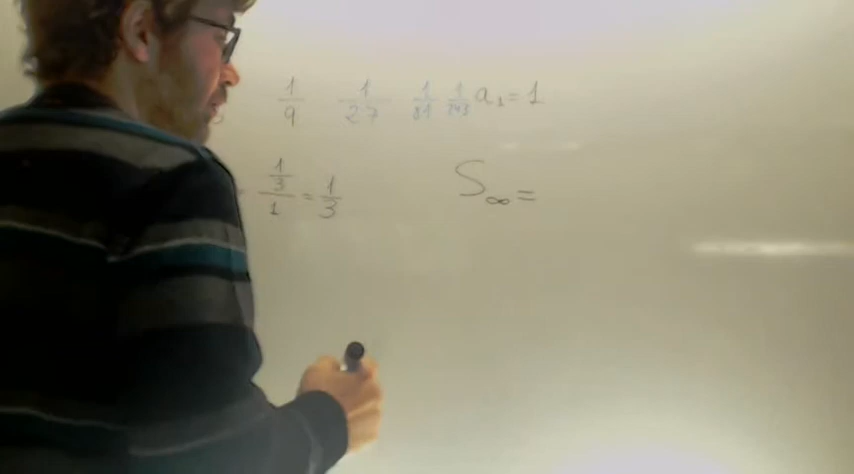 1/9 1/27 1/81 1/243 a₁ = 1
(1/3)/1 = 1/3 S∞ =